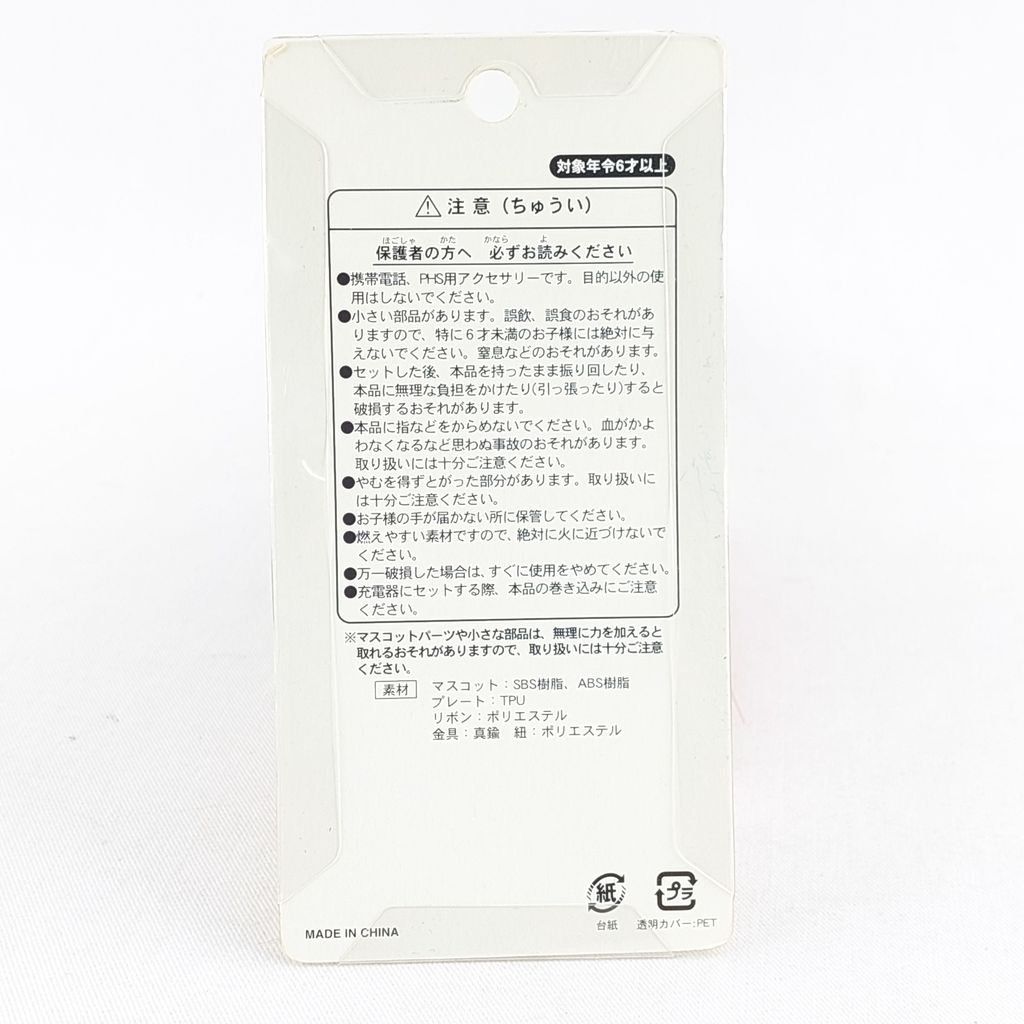 対象年令6才以上
⚠ 注意（ちゅうい）
ほごしゃ かた かなら よ
保護者の方へ 必ずお読みください
●携帯電話、PHS用アクセサリーです。目的以外の使
用はしないでください。
●小さい部品があります。誤飲、誤食のおそれがあ
りますので、特に６才未満のお子様には絶対に与
えないでください。窒息などのおそれがあります。
●セットした後、本品を持ったまま振り回したり、
本品に無理な負担をかけたり(引っ張ったり)すると
破損するおそれがあります。
●本品に指などをからめないでください。血がかよ
わなくなるなど思わぬ事故のおそれがあります。
取り扱いには十分ご注意ください。
●やむを得ずとがった部分があります。取り扱いに
は十分ご注意ください。
●お子様の手が届かない所に保管してください。
●燃えやすい素材ですので、絶対に火に近づけないで
ください。
●万一破損した場合は、すぐに使用をやめてください。
●充電器にセットする際、本品の巻き込みにご注意
ください。
※マスコットパーツや小さな部品は、無理に力を加えると
取れるおそれがありますので、取り扱いには十分ご注意
ください。
素材 マスコット：SBS樹脂、ABS樹脂
プレート：TPU
リボン：ポリエステル
金具：真鍮 紐：ポリエステル
紙 プラ
台紙 透明カバー:PET
MADE IN CHINA